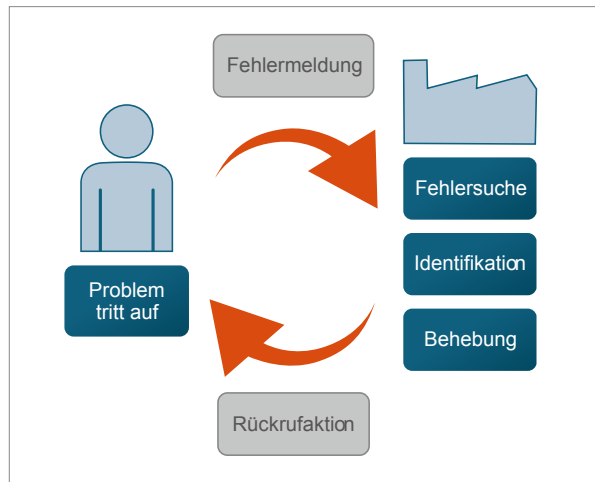 Fehlermeldung
Problem
tritt auf
Fehlersuche
Identifikation
Behebung
Rückrufaktion